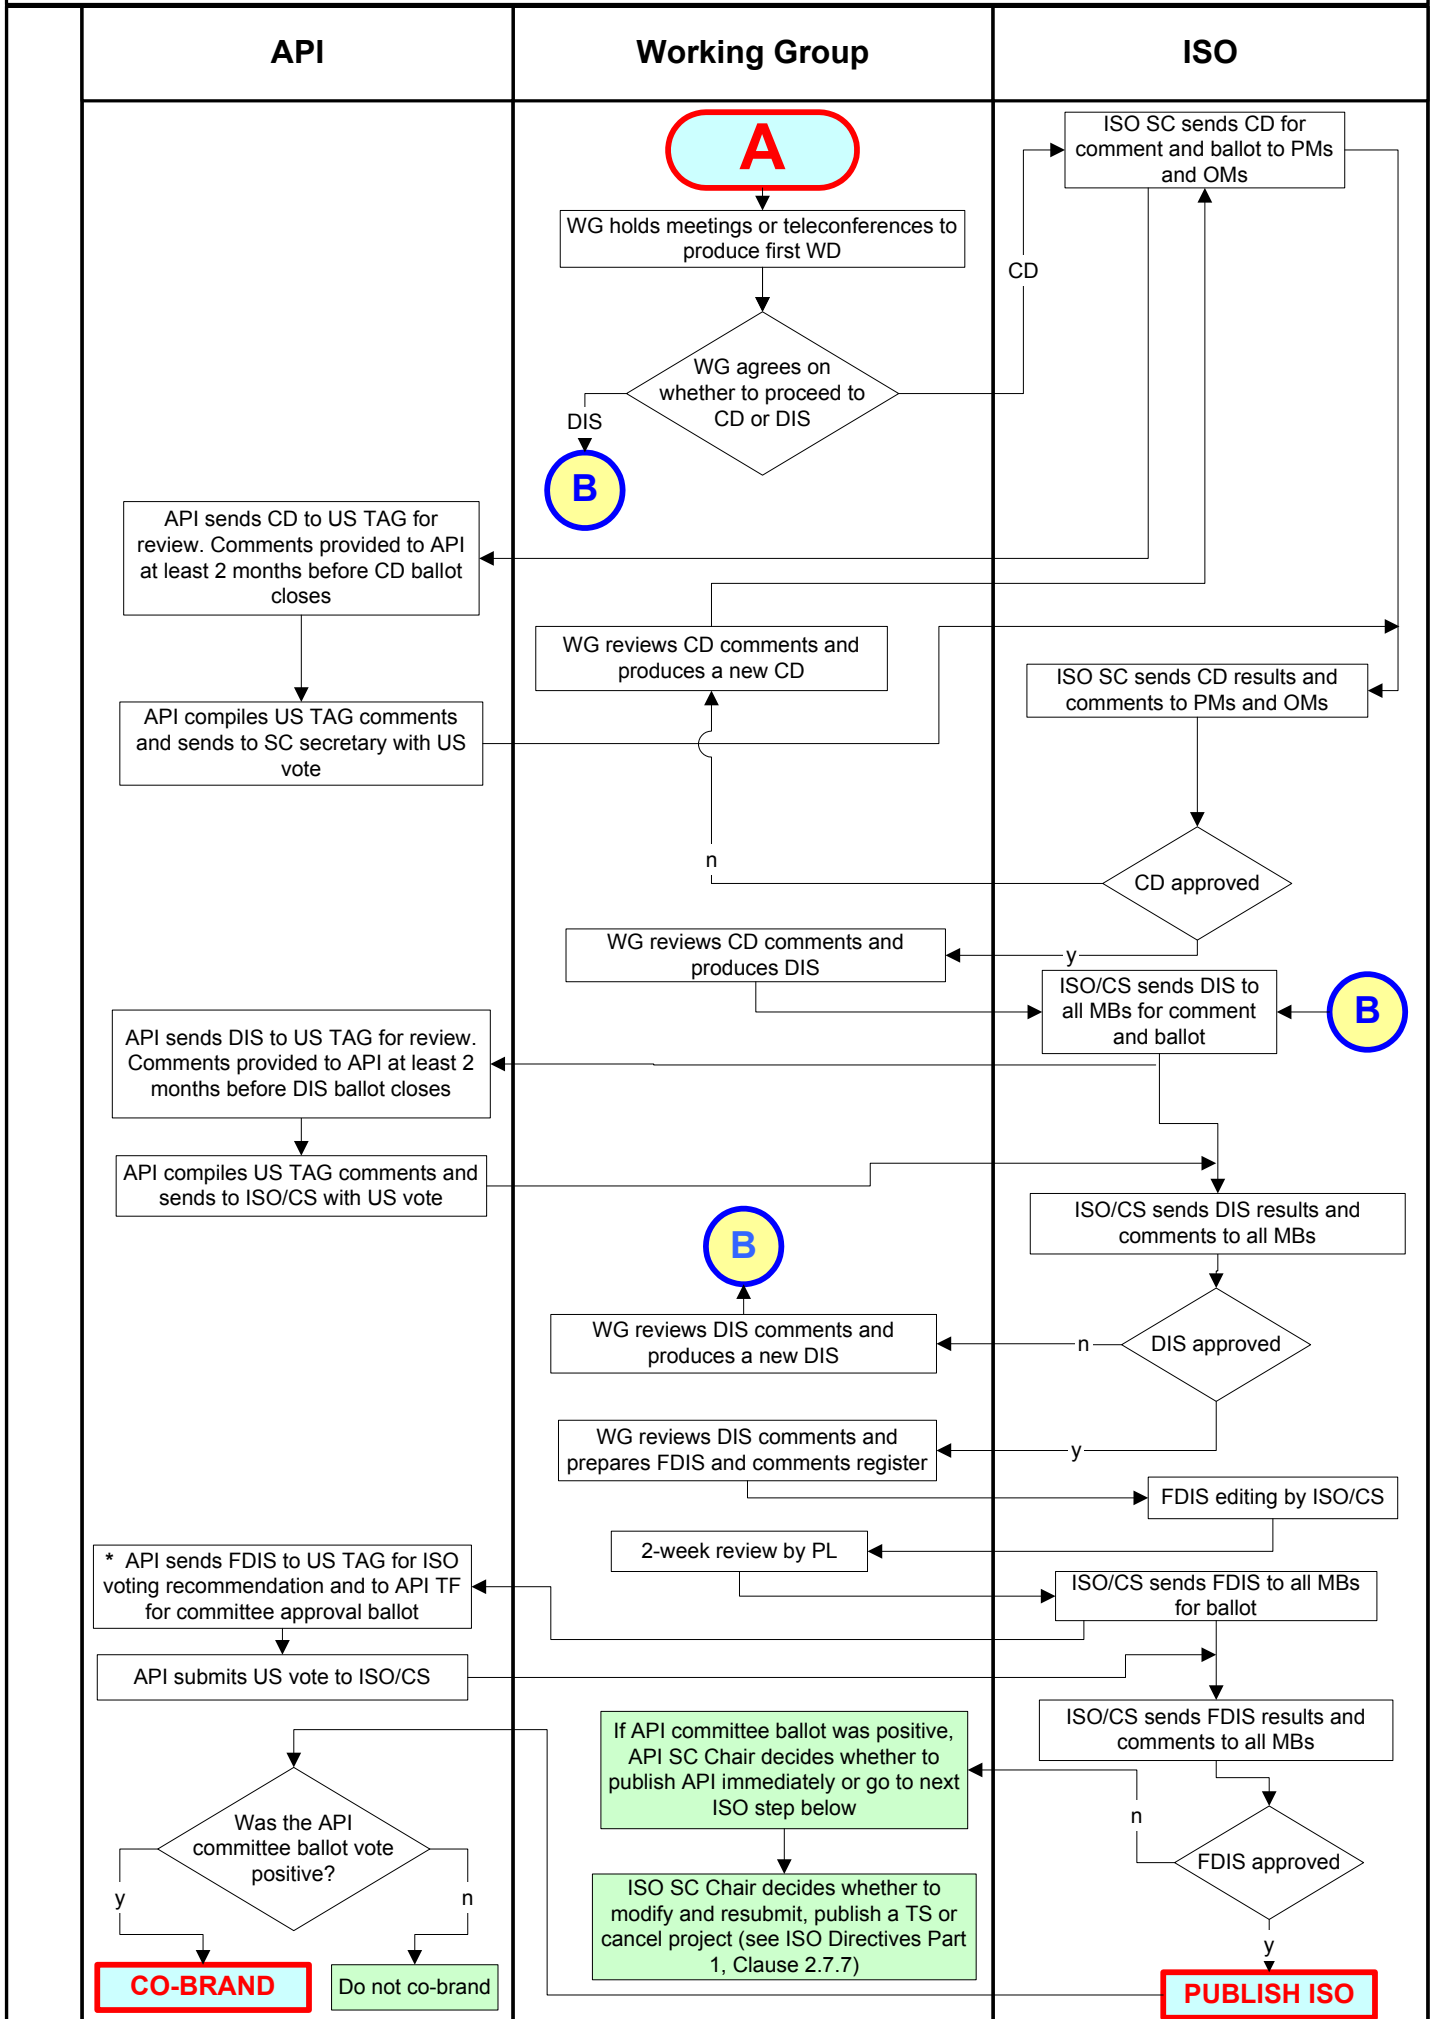 API
Working Group
ISO
A
ISO SC sends CD for
comment and ballot to PMs
and OMs
WG holds meetings or teleconferences to
produce first WD
CD
WG agrees on
whether to proceed to
CD or DIS
DIS
B
API sends CD to US TAG for
review. Comments provided to API
at least 2 months before CD ballot
closes
WG reviews CD comments and
produces a new CD
ISO SC sends CD results and
comments to PMs and OMs
API compiles US TAG comments
and sends to SC secretary with US
vote
n
CD approved
y
WG reviews CD comments and
produces DIS
ISO/CS sends DIS to
all MBs for comment
and ballot
B
API sends DIS to US TAG for review.
Comments provided to API at least 2
months before DIS ballot closes
API compiles US TAG comments and
sends to ISO/CS with US vote
ISO/CS sends DIS results and
comments to all MBs
B
WG reviews DIS comments and
produces a new DIS
n
DIS approved
WG reviews DIS comments and
prepares FDIS and comments register
y
FDIS editing by ISO/CS
2-week review by PL
* API sends FDIS to US TAG for ISO
voting recommendation and to API TF
for committee approval ballot
ISO/CS sends FDIS to all MBs
for ballot
API submits US vote to ISO/CS
ISO/CS sends FDIS results and
comments to all MBs
If API committee ballot was positive,
API SC Chair decides whether to
publish API immediately or go to next
ISO step below
n
Was the API
committee ballot vote
positive?
FDIS approved
y
n
ISO SC Chair decides whether to
modify and resubmit, publish a TS or
cancel project (see ISO Directives Part
1, Clause 2.7.7)
y
CO-BRAND
Do not co-brand
PUBLISH ISO